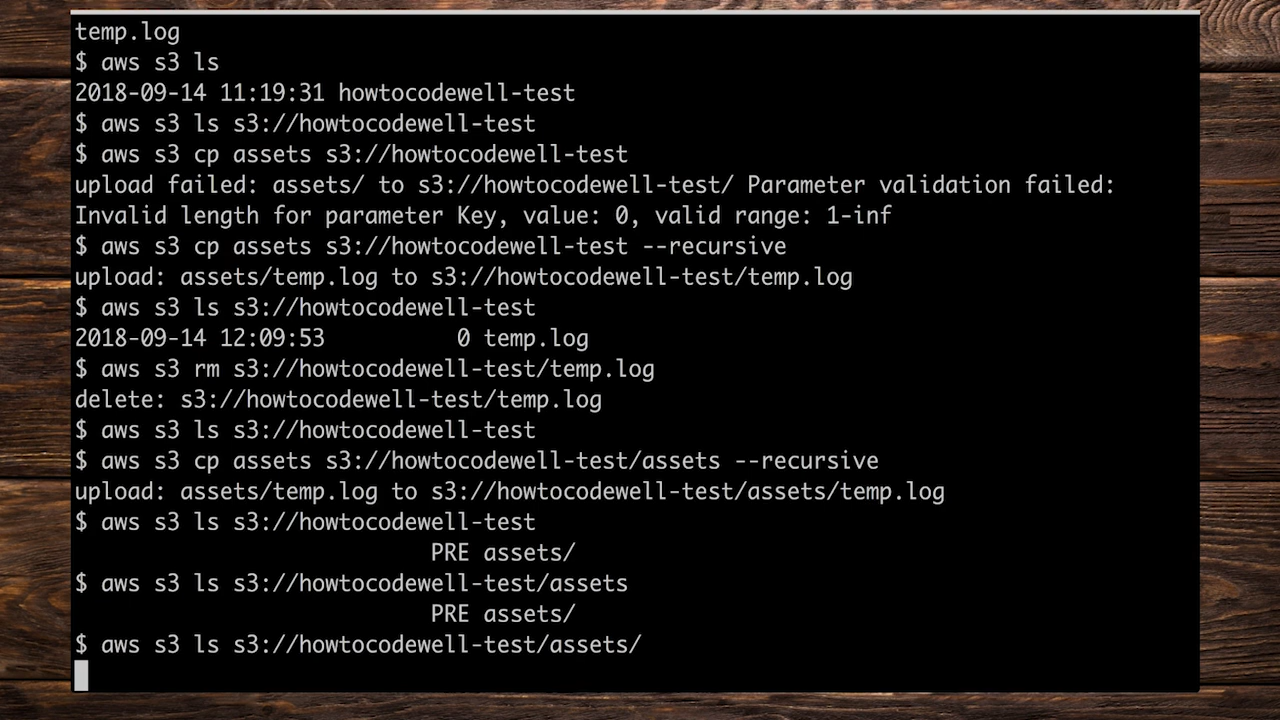 temp.log
$ aws s3 ls
2018-09-14 11:19:31 howtocodewell-test
$ aws s3 ls s3://howtocodewell-test
$ aws s3 cp assets s3://howtocodewell-test
upload failed: assets/ to s3://howtocodewell-test/ Parameter validation failed:
Invalid length for parameter Key, value: 0, valid range: 1-inf
$ aws s3 cp assets s3://howtocodewell-test --recursive
upload: assets/temp.log to s3://howtocodewell-test/temp.log
$ aws s3 ls s3://howtocodewell-test
2018-09-14 12:09:53          0 temp.log
$ aws s3 rm s3://howtocodewell-test/temp.log
delete: s3://howtocodewell-test/temp.log
$ aws s3 ls s3://howtocodewell-test
$ aws s3 cp assets s3://howtocodewell-test/assets --recursive
upload: assets/temp.log to s3://howtocodewell-test/assets/temp.log
$ aws s3 ls s3://howtocodewell-test
                           PRE assets/
$ aws s3 ls s3://howtocodewell-test/assets
                           PRE assets/
$ aws s3 ls s3://howtocodewell-test/assets/